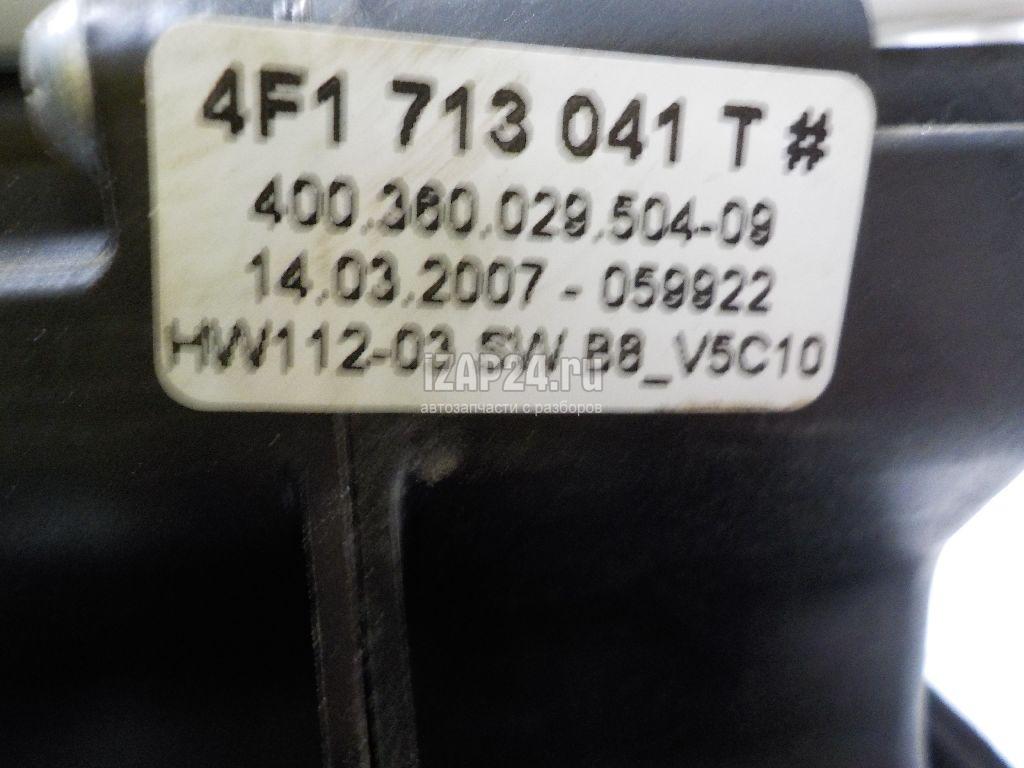 4F1 713 041 T #
400.360.029.504-09
14.03.2007 - 059922
HW112-03 SW B8_V5C10
iZAP24.ru
автозапчасти с разборов